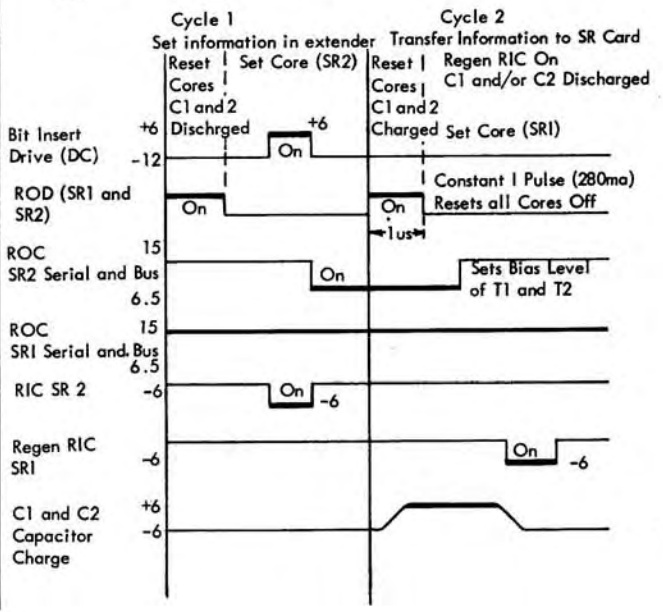 Cycle 1
Set information in extender
Cycle 2
Transfer Information to SR Card
Reset
Cores
C1 and 2
Dischrged
Set Core (SR2)
Reset
Cores
C1 and 2
Charged
Regen RIC On
C1 and/or C2 Discharged
Set Core (SR1)
Bit Insert
Drive (DC)
+6
-12
+6
On
ROD (SR1 and
SR2)
On
On
1us
Constant I Pulse (280ma)
Resets all Cores Off
ROC
SR2 Serial and Bus
15
6.5
On
Sets Bias Level
of T1 and T2
ROC
SR1 Serial and Bus
15
6.5
RIC SR 2
-6
On
-6
Regen RIC
SR1
-6
On
-6
C1 and C2
Capacitor
Charge
+6
-6